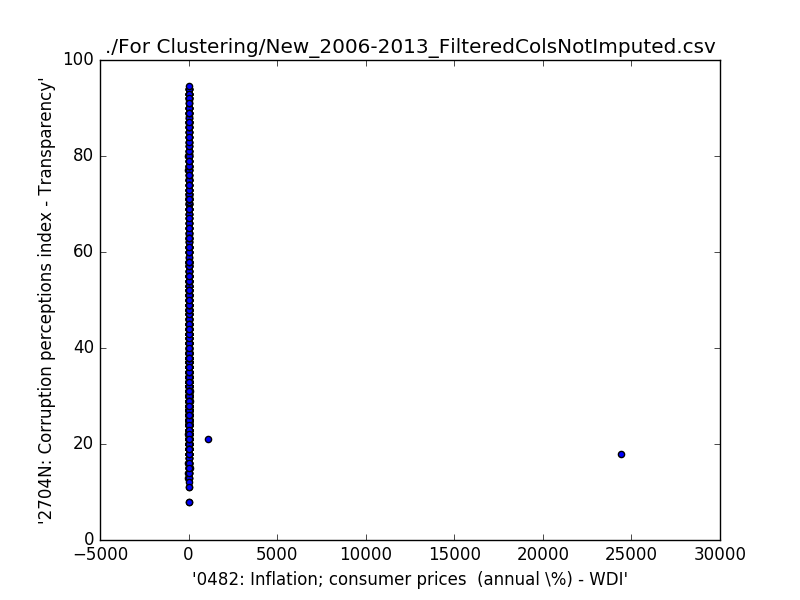 ./For Clustering/New_2006-2013_FilteredColsNotImputed.csv
'2704N: Corruption perceptions index - Transparency'
100
80
60
40
20
0
−5000 0 5000 10000 15000 20000 25000 30000
'0482: Inflation; consumer prices  (annual \%) - WDI'